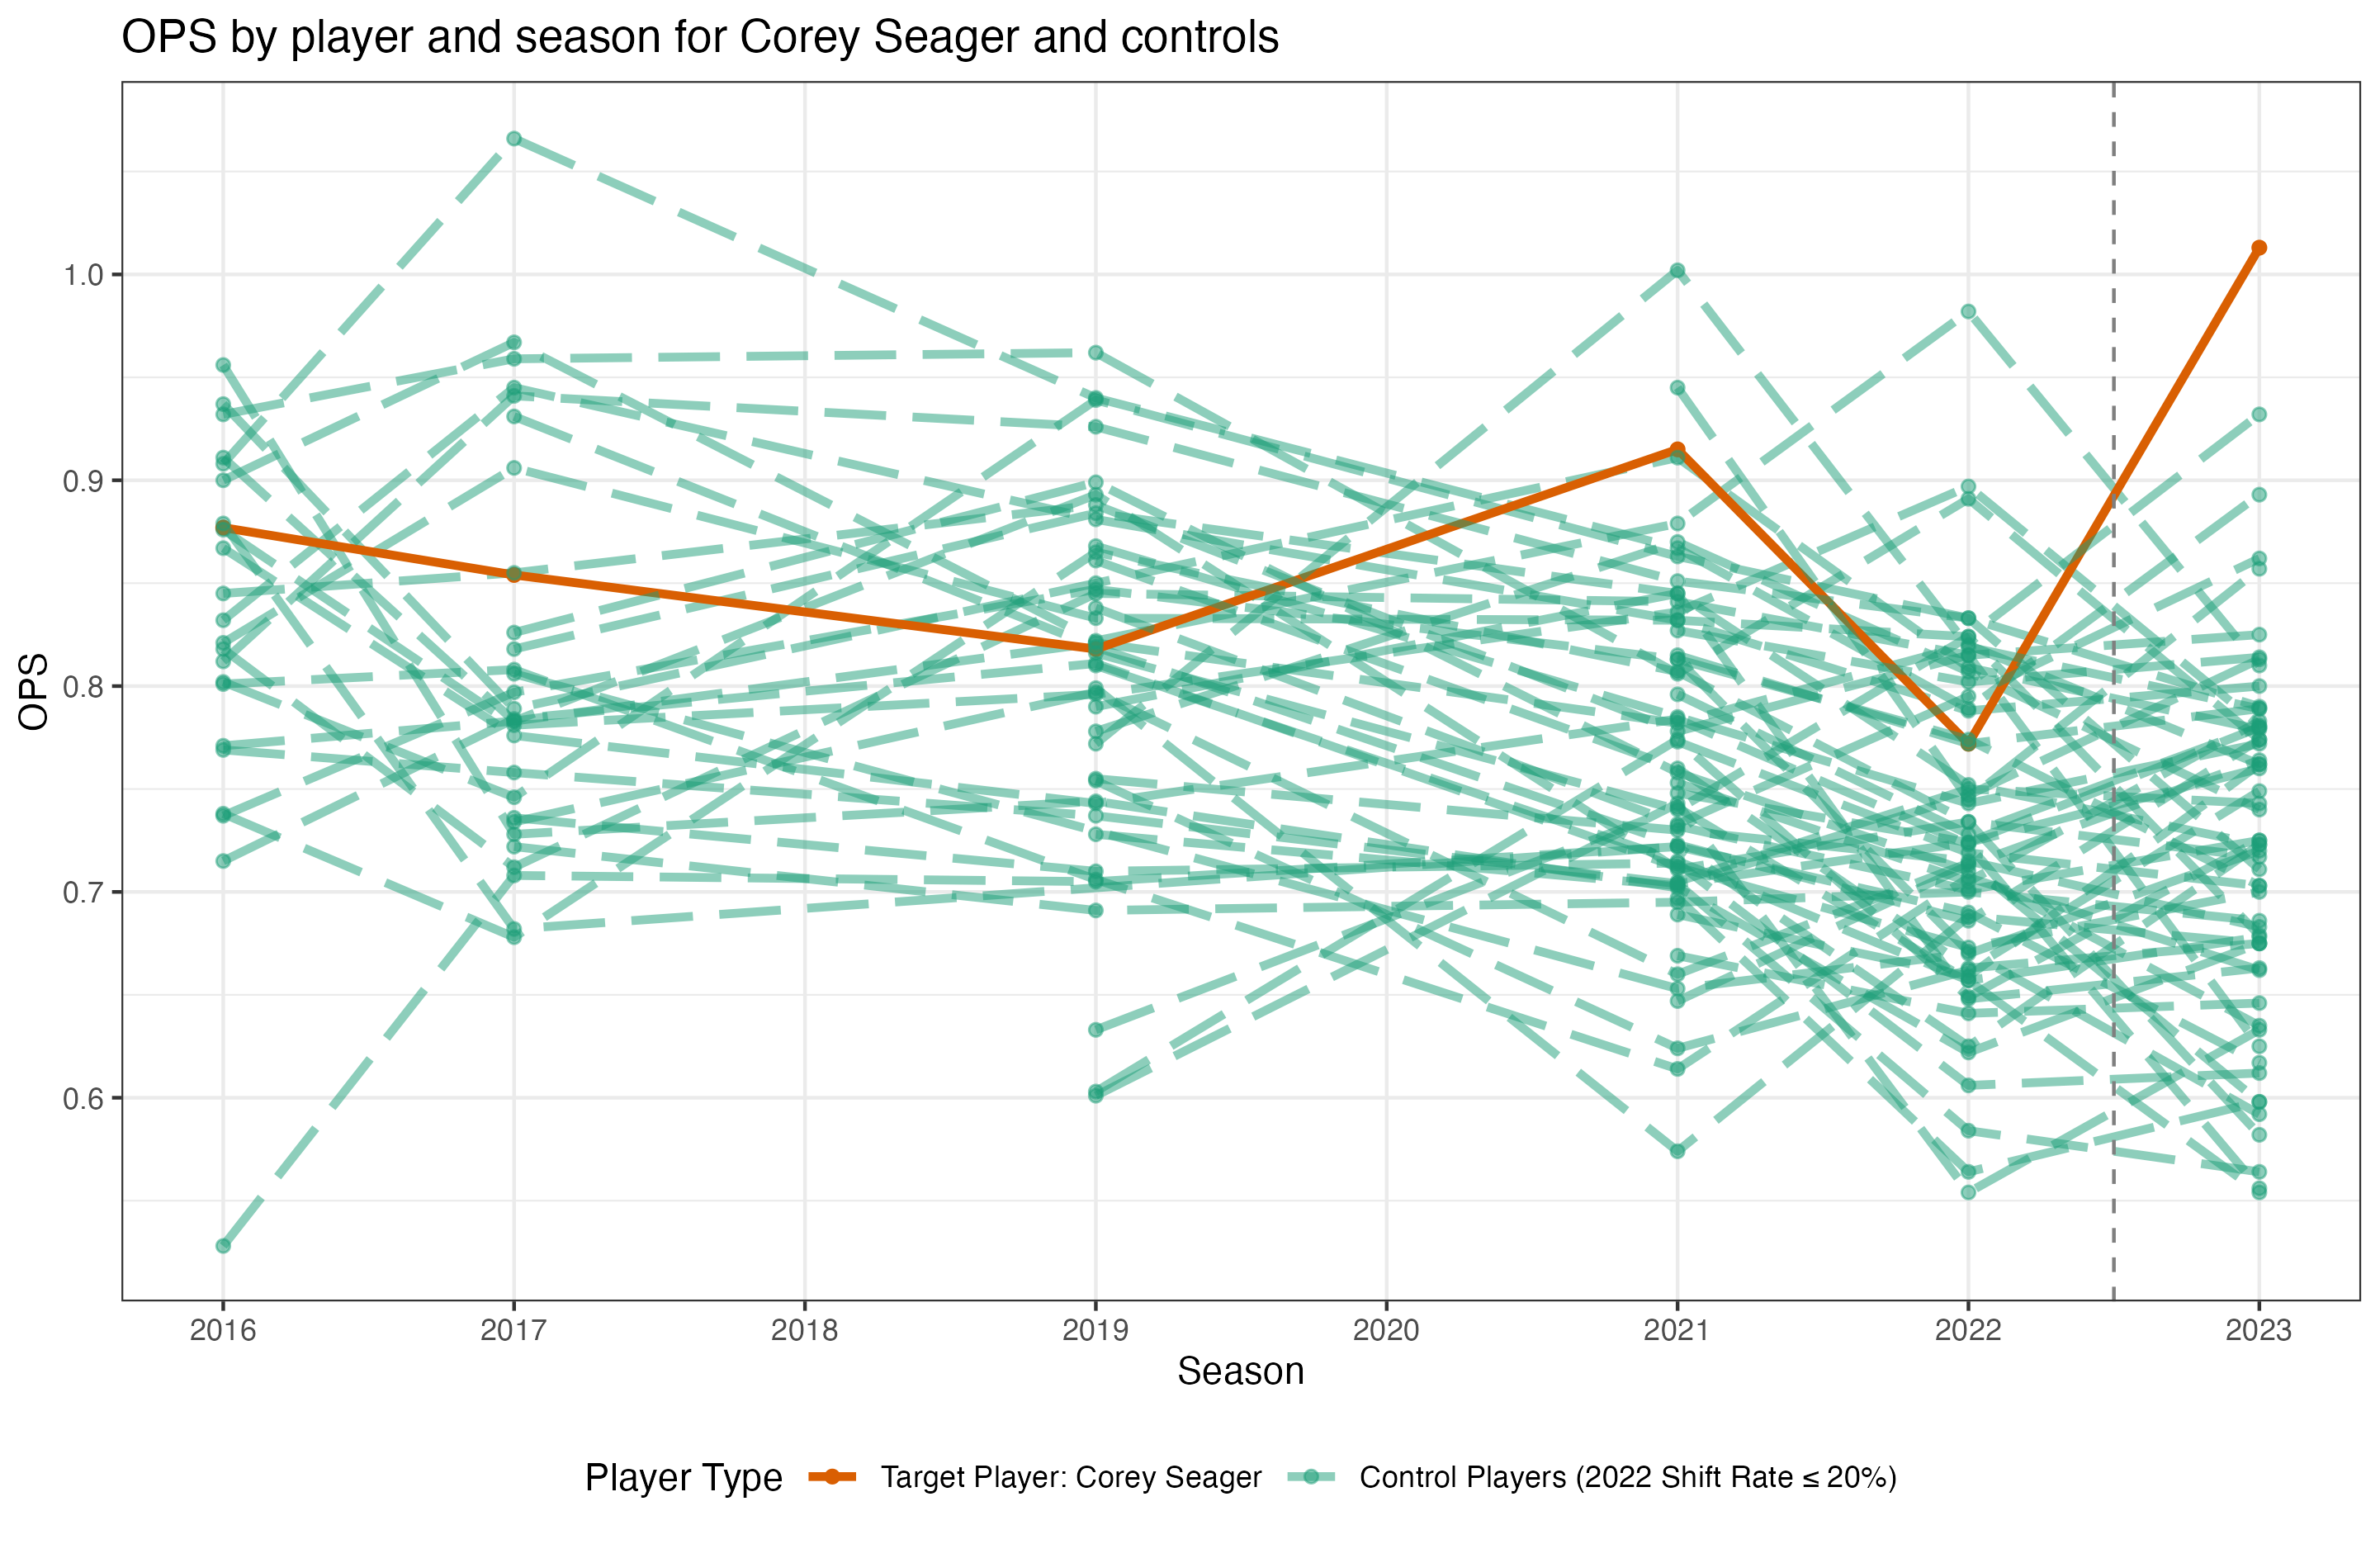 OPS by player and season for Corey Seager and controls
OPS
1.0
0.9
0.8
0.7
0.6
2016 2017 2018 2019 2020 2021 2022 2023
Season
Player Type Target Player: Corey Seager Control Players (2022 Shift Rate ≤ 20%)